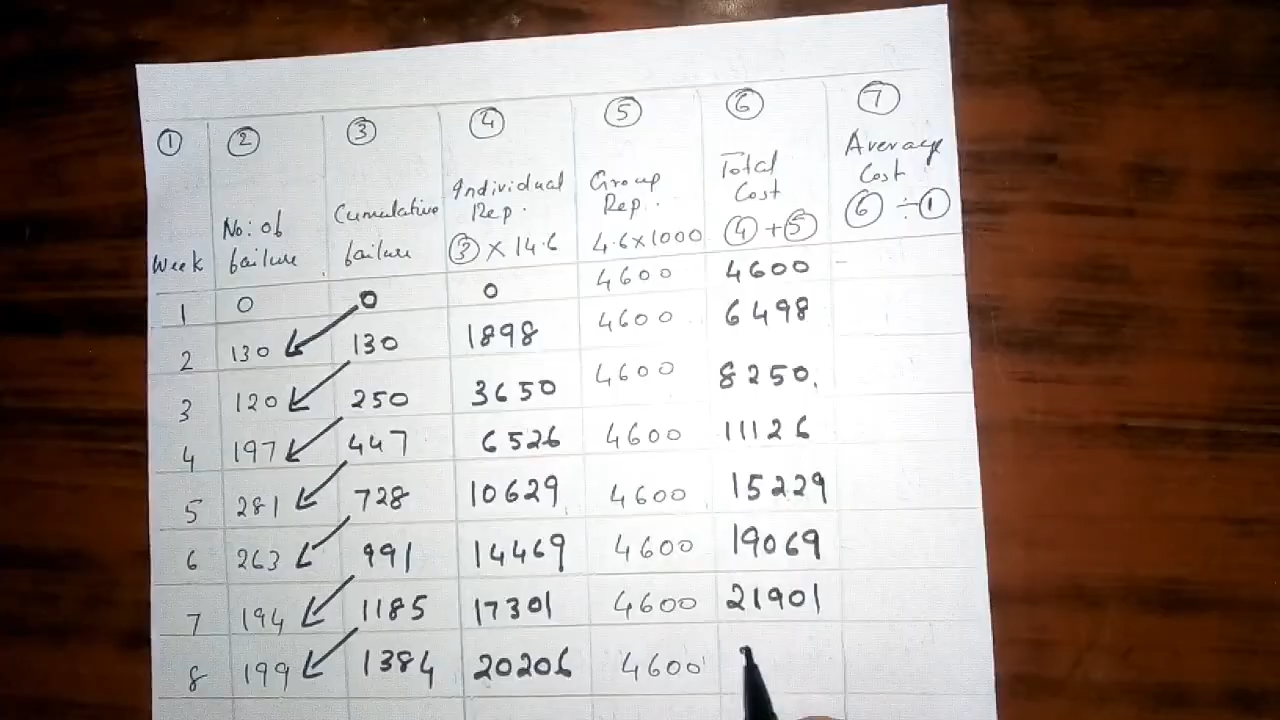 ① ② ③ ④ ⑤ ⑥ ⑦
Week No: of failure Cumulative failure Individual Rep. ③ × 14.6 Group Rep. 4.6×1000 Total Cost ④+⑤ Average Cost ⑥÷①
1 0 0 0 4600 4600 –
2 130 130 1898 4600 6498
3 120 250 3650 4600 8250
4 197 447 6526 4600 11126
5 281 728 10629 4600 15229
6 263 991 14469 4600 19069
7 194 1185 17301 4600 21901
8 199 1384 20206 4600